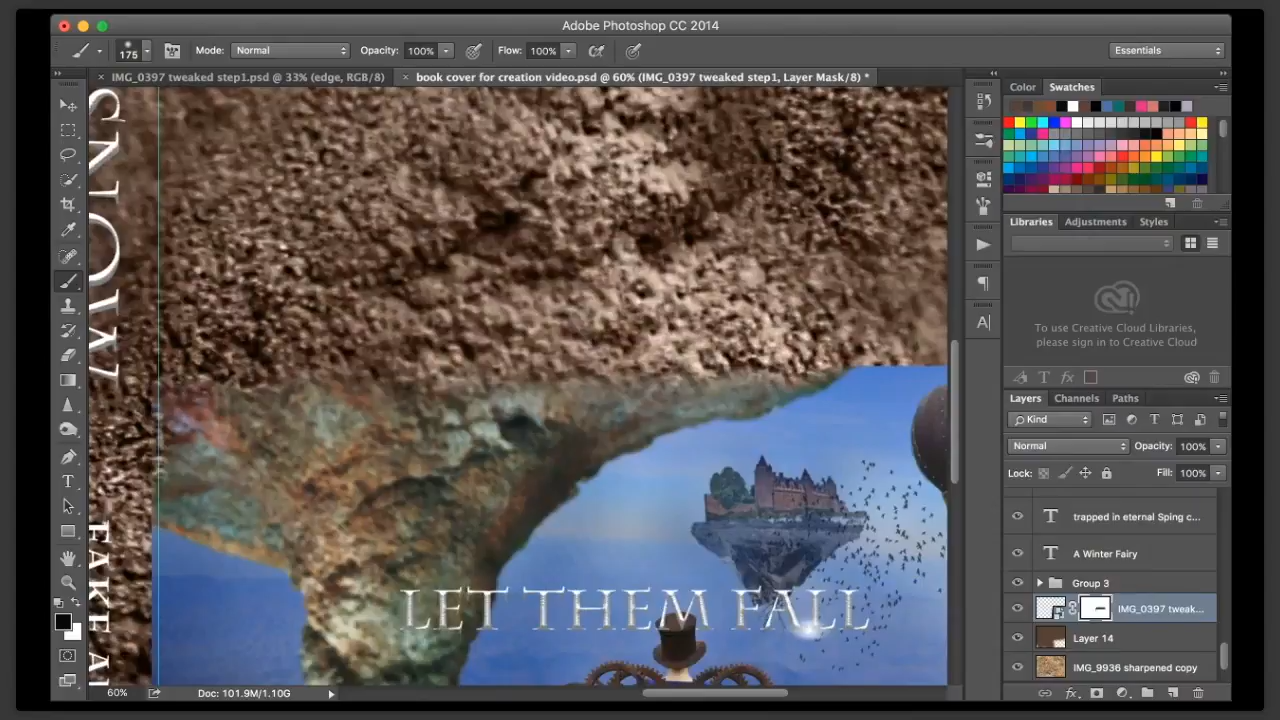 Adobe Photoshop CC 2014
175
Mode: Normal
Opacity: 100%
Flow: 100%
Essentials
× IMG_0397 tweaked step1.psd @ 33% (edge, RGB/8)
× book cover for creation video.psd @ 60% (IMG_0397 tweaked step1, Layer Mask/8) *
Color Swatches
SNOW
FAKE A
LET THEM FALL
Libraries Adjustments Styles
To use Creative Cloud Libraries,
please sign in to Creative Cloud
Layers Channels Paths
Kind
Normal Opacity: 100%
Lock: Fill: 100%
trapped in eternal Sping c...
A Winter Fairy
Group 3
IMG_0397 tweak...
Layer 14
IMG_9936 sharpened copy
60% Doc: 101.9M/1.10G